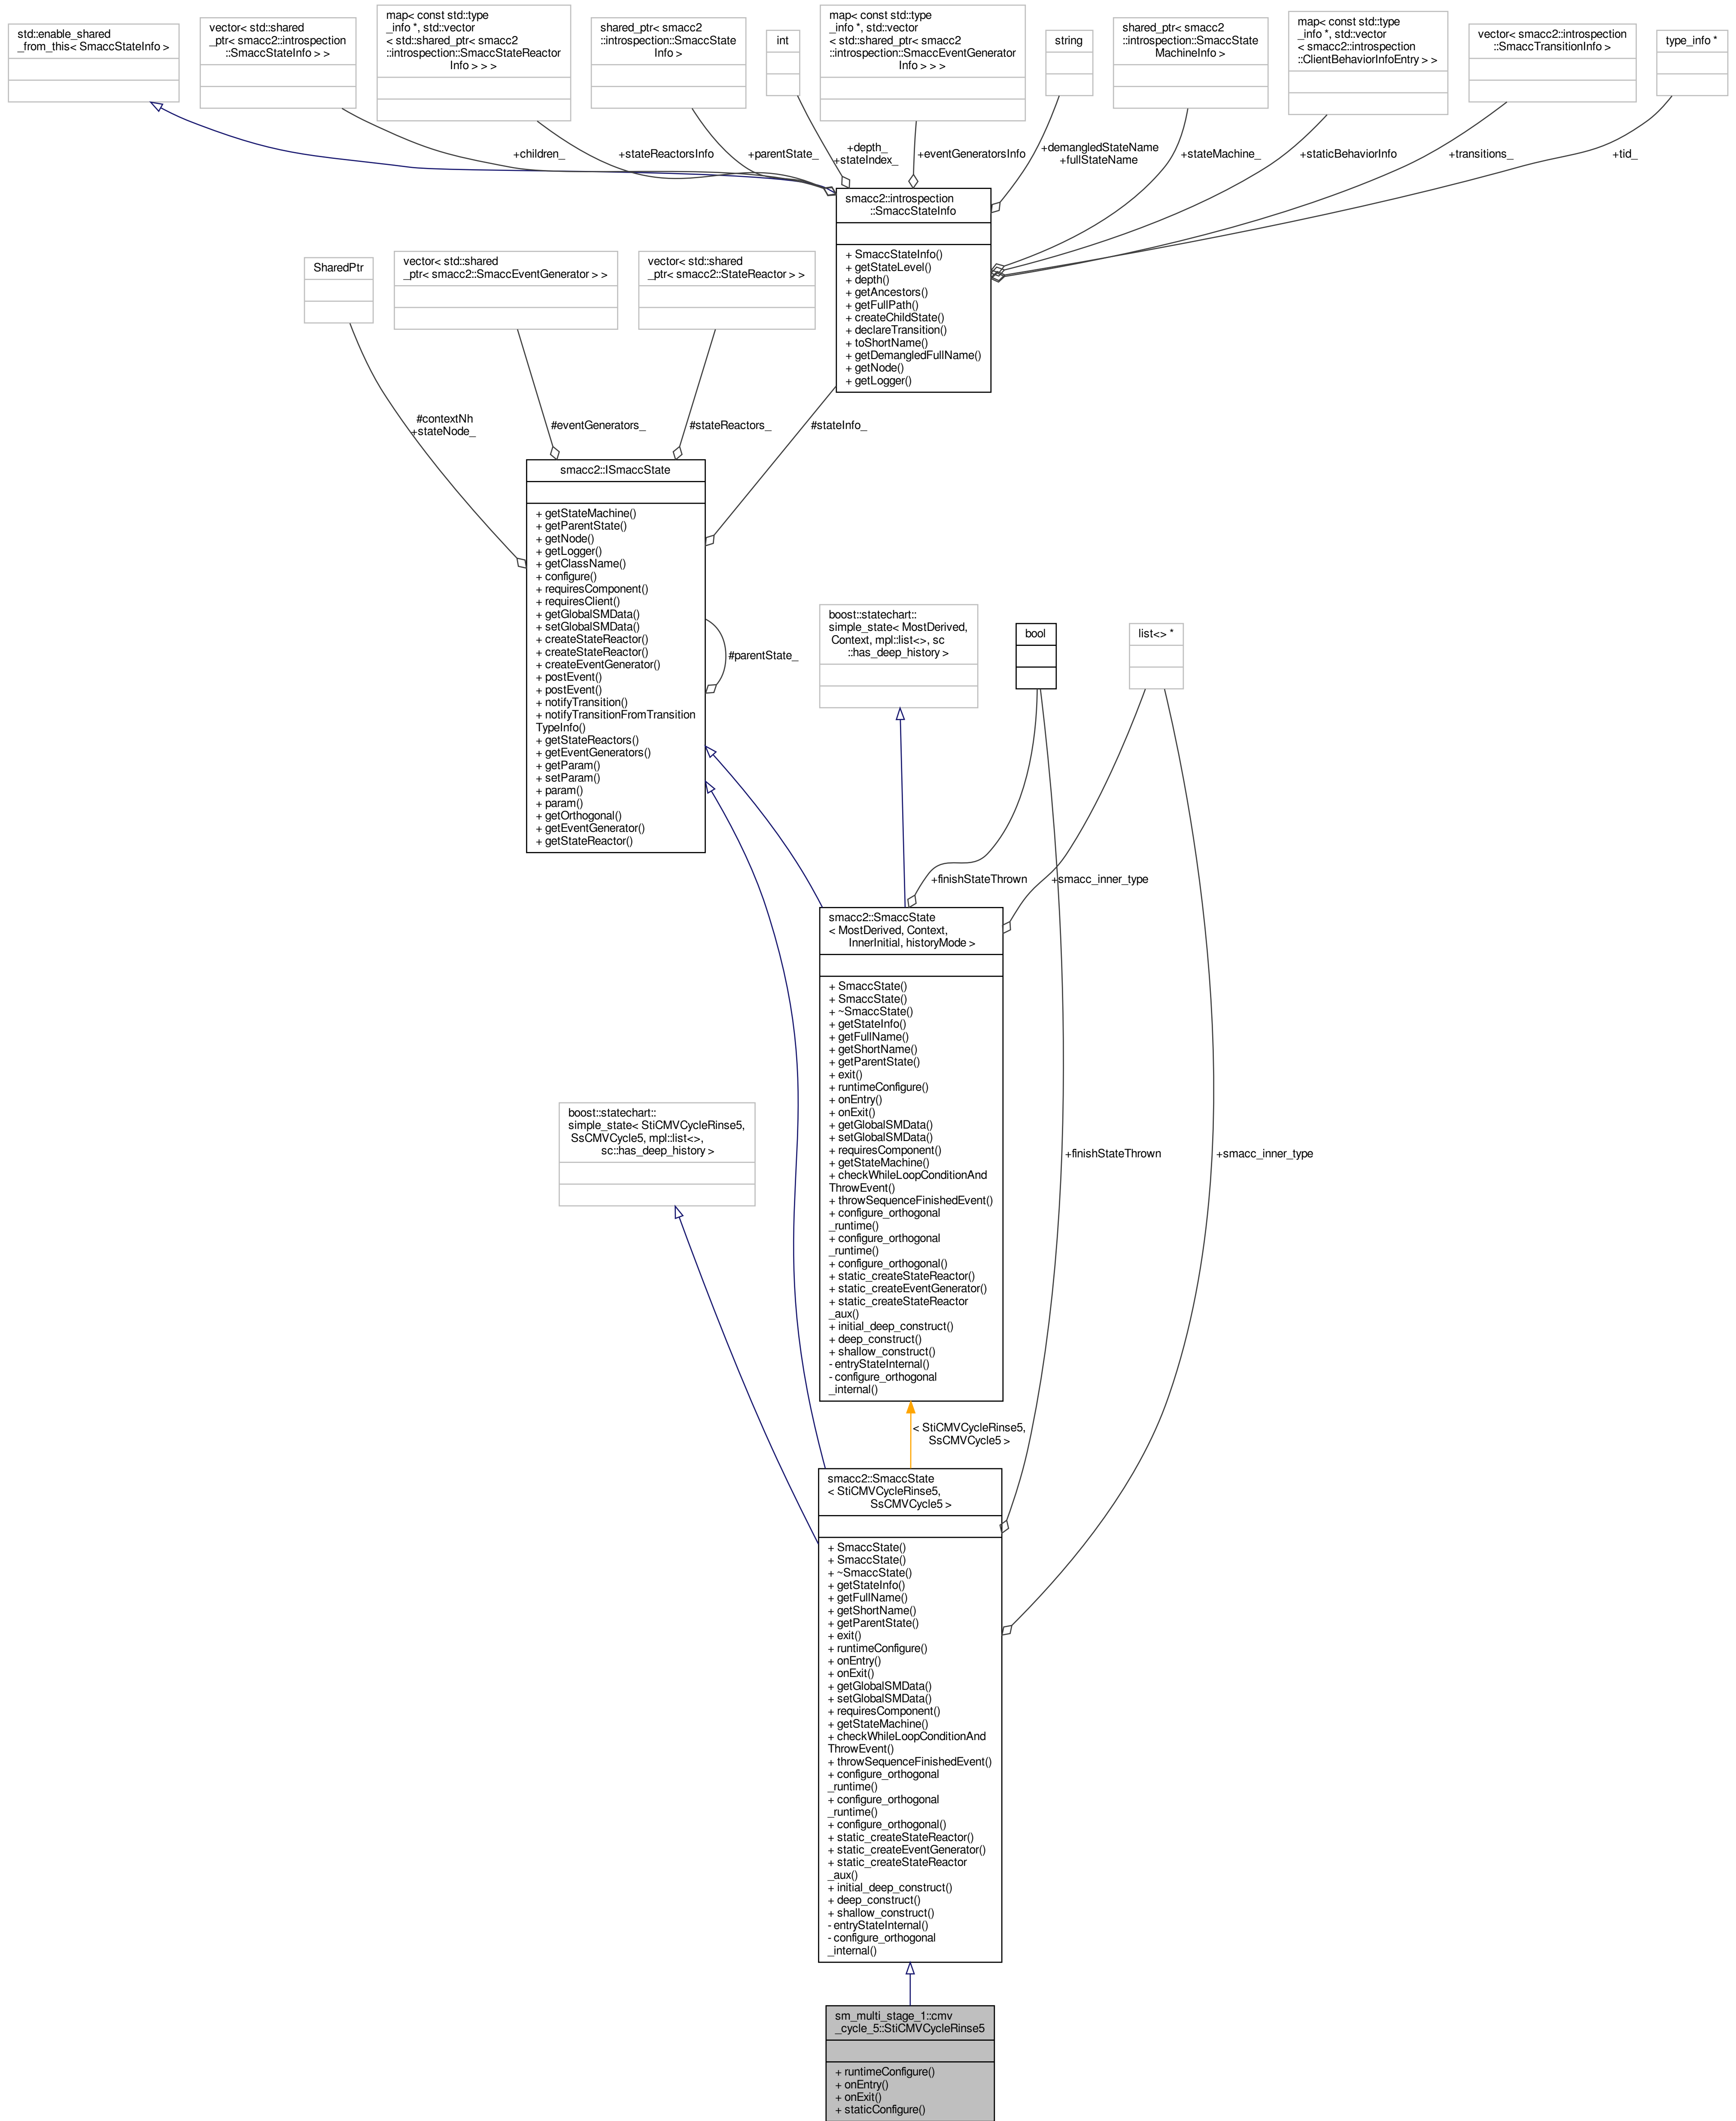 std::enable_shared
_from_this< SmaccStateInfo >
vector< std::shared
_ptr< smacc2::introspection
::SmaccStateInfo > >
map< const std::type
_info *, std::vector
< std::shared_ptr< smacc2
::introspection::SmaccStateReactor
Info > > >
shared_ptr< smacc2
::introspection::SmaccState
Info >
int
map< const std::type
_info *, std::vector
< std::shared_ptr< smacc2
::introspection::SmaccEventGenerator
Info > > >
string
shared_ptr< smacc2
::introspection::SmaccState
MachineInfo >
map< const std::type
_info *, std::vector
< smacc2::introspection
::ClientBehaviorInfoEntry > >
vector< smacc2::introspection
::SmaccTransitionInfo >
type_info *
+children_
+stateReactorsInfo
+parentState_
+depth_
+stateIndex_
+eventGeneratorsInfo
+demangledStateName
+fullStateName
+stateMachine_
+staticBehaviorInfo
+transitions_
+tid_
smacc2::introspection
::SmaccStateInfo
+ SmaccStateInfo()
+ getStateLevel()
+ depth()
+ getAncestors()
+ getFullPath()
+ createChildState()
+ declareTransition()
+ toShortName()
+ getDemangledFullName()
+ getNode()
+ getLogger()
SharedPtr
vector< std::shared
_ptr< smacc2::SmaccEventGenerator > >
vector< std::shared
_ptr< smacc2::StateReactor > >
#contextNh
+stateNode_
#eventGenerators_
#stateReactors_
#stateInfo_
smacc2::ISmaccState
+ getStateMachine()
+ getParentState()
+ getNode()
+ getLogger()
+ getClassName()
+ configure()
+ requiresComponent()
+ requiresClient()
+ getGlobalSMData()
+ setGlobalSMData()
+ createStateReactor()
+ createStateReactor()
+ createEventGenerator()
+ postEvent()
+ postEvent()
+ notifyTransition()
+ notifyTransitionFromTransition
TypeInfo()
+ getStateReactors()
+ getEventGenerators()
+ getParam()
+ setParam()
+ param()
+ param()
+ getOrthogonal()
+ getEventGenerator()
+ getStateReactor()
#parentState_
boost::statechart::
simple_state< MostDerived,
Context, mpl::list<>, sc
::has_deep_history >
bool
list<> *
+finishStateThrown
+smacc_inner_type
smacc2::SmaccState
< MostDerived, Context,
InnerInitial, historyMode >
+ SmaccState()
+ SmaccState()
+ ~SmaccState()
+ getStateInfo()
+ getFullName()
+ getShortName()
+ getParentState()
+ exit()
+ runtimeConfigure()
+ onEntry()
+ onExit()
+ getGlobalSMData()
+ setGlobalSMData()
+ requiresComponent()
+ getStateMachine()
+ checkWhileLoopConditionAnd
ThrowEvent()
+ throwSequenceFinishedEvent()
+ configure_orthogonal
_runtime()
+ configure_orthogonal
_runtime()
+ configure_orthogonal()
+ static_createStateReactor()
+ static_createEventGenerator()
+ static_createStateReactor
_aux()
+ initial_deep_construct()
+ deep_construct()
+ shallow_construct()
- entryStateInternal()
- configure_orthogonal
_internal()
boost::statechart::
simple_state< StiCMVCycleRinse5,
SsCMVCycle5, mpl::list<>,
sc::has_deep_history >
+finishStateThrown
+smacc_inner_type
< StiCMVCycleRinse5,
SsCMVCycle5 >
smacc2::SmaccState
< StiCMVCycleRinse5,
SsCMVCycle5 >
+ SmaccState()
+ SmaccState()
+ ~SmaccState()
+ getStateInfo()
+ getFullName()
+ getShortName()
+ getParentState()
+ exit()
+ runtimeConfigure()
+ onEntry()
+ onExit()
+ getGlobalSMData()
+ setGlobalSMData()
+ requiresComponent()
+ getStateMachine()
+ checkWhileLoopConditionAnd
ThrowEvent()
+ throwSequenceFinishedEvent()
+ configure_orthogonal
_runtime()
+ configure_orthogonal
_runtime()
+ configure_orthogonal()
+ static_createStateReactor()
+ static_createEventGenerator()
+ static_createStateReactor
_aux()
+ initial_deep_construct()
+ deep_construct()
+ shallow_construct()
- entryStateInternal()
- configure_orthogonal
_internal()
sm_multi_stage_1::cmv
_cycle_5::StiCMVCycleRinse5
+ runtimeConfigure()
+ onEntry()
+ onExit()
+ staticConfigure()